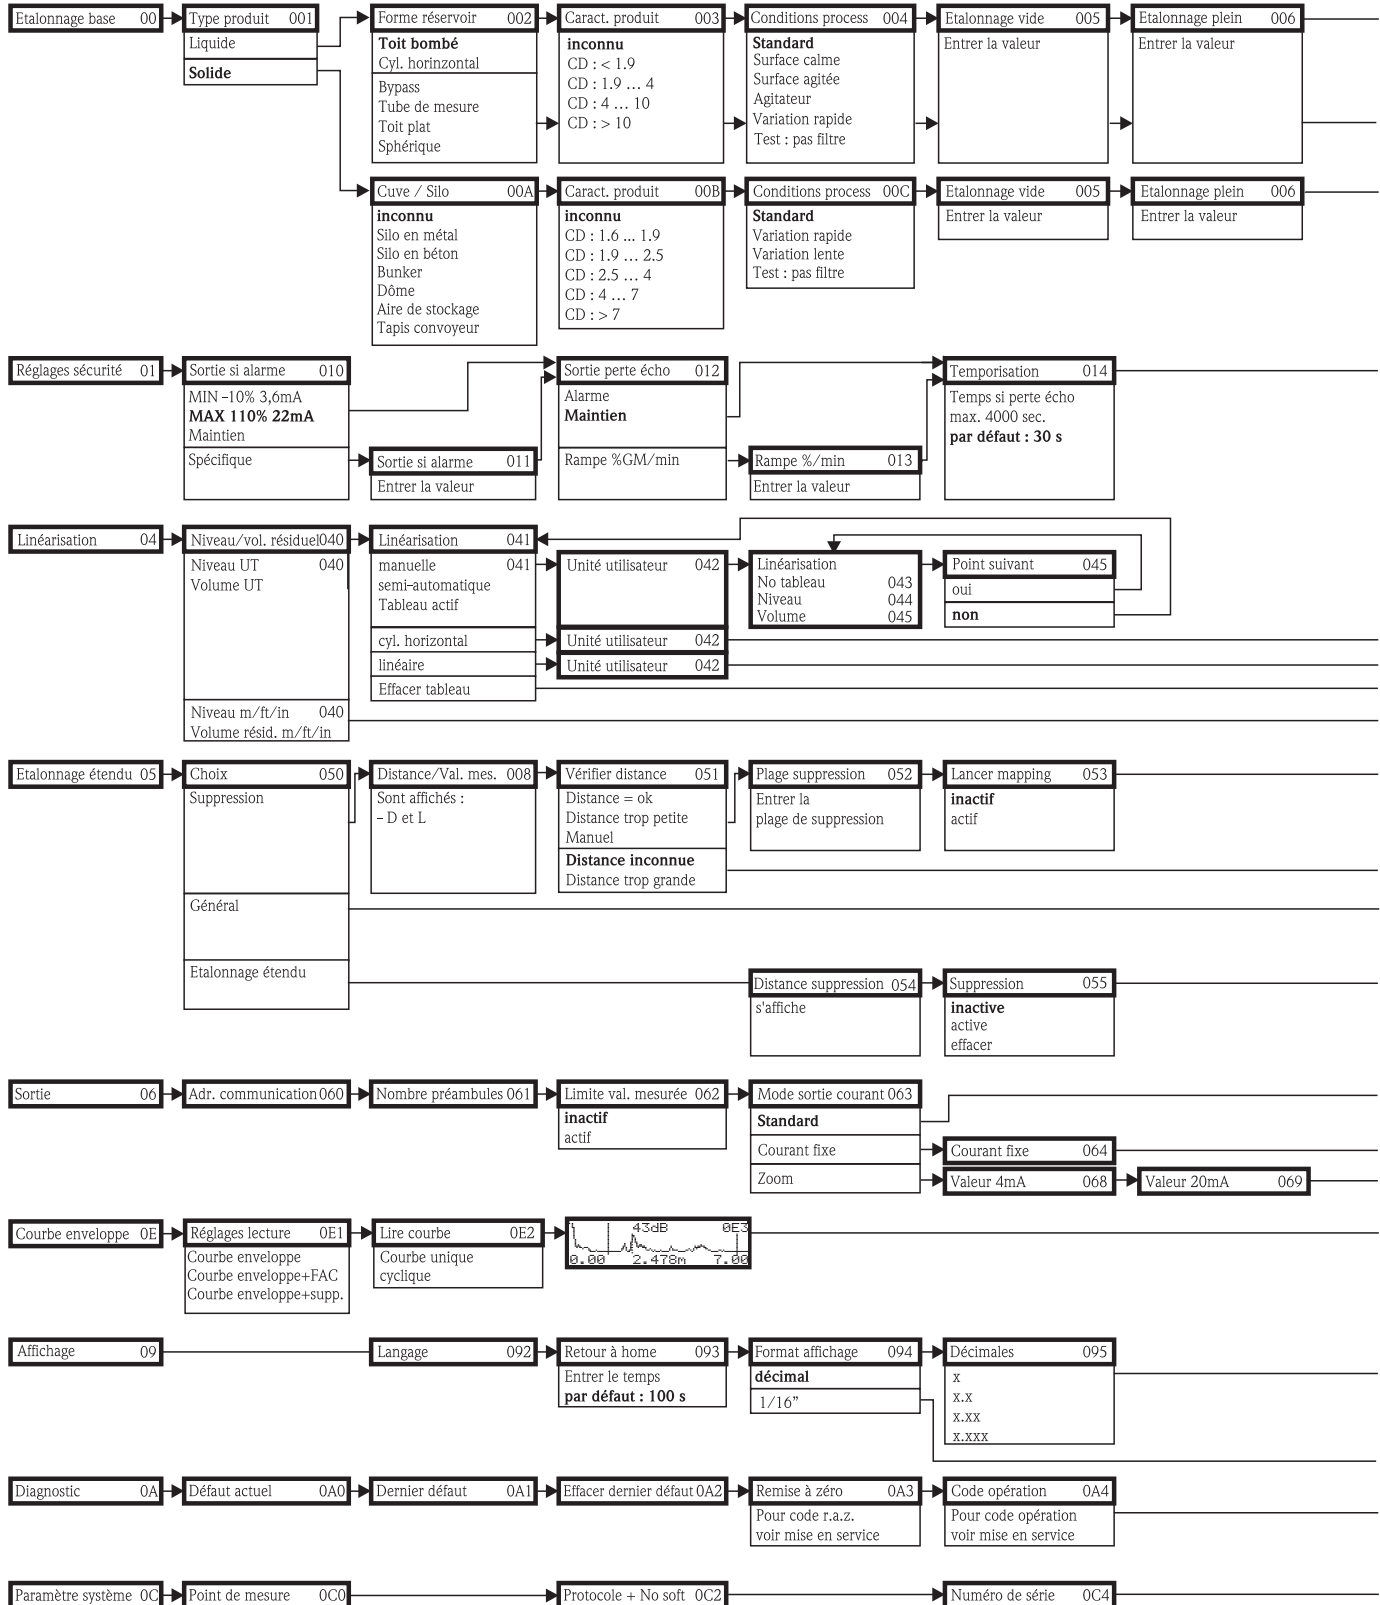 Etalonnage base 00
Type produit 001
Liquide
Solide
Forme réservoir 002
Toit bombé
Cyl. horinzontal
Bypass
Tube de mesure
Toit plat
Sphérique
Caract. produit 003
inconnu
CD : < 1.9
CD : 1.9 ... 4
CD : 4 ... 10
CD : > 10
Conditions process 004
Standard
Surface calme
Surface agitée
Agitateur
Variation rapide
Test : pas filtre
Etalonnage vide 005
Entrer la valeur
Etalonnage plein 006
Entrer la valeur
Cuve / Silo 00A
inconnu
Silo en métal
Silo en béton
Bunker
Dôme
Aire de stockage
Tapis convoyeur
Caract. produit 00B
inconnu
CD : 1.6 ... 1.9
CD : 1.9 ... 2.5
CD : 2.5 ... 4
CD : 4 ... 7
CD : > 7
Conditions process 00C
Standard
Variation rapide
Variation lente
Test : pas filtre
Etalonnage vide 005
Entrer la valeur
Etalonnage plein 006
Entrer la valeur
Réglages sécurité 01
Sortie si alarme 010
MIN -10% 3,6mA
MAX 110% 22mA
Maintien
Spécifique
Sortie si alarme 011
Entrer la valeur
Sortie perte écho 012
Alarme
Maintien
Rampe %GM/min
Rampe %/min 013
Entrer la valeur
Temporisation 014
Temps si perte écho
max. 4000 sec.
par défaut : 30 s
Linéarisation 04
Niveau/vol. résiduel040
Niveau UT 040
Volume UT
Niveau m/ft/in 040
Volume résid. m/ft/in
Linéarisation 041
manuelle 041
semi-automatique
Tableau actif
cyl. horizontal
linéaire
Effacer tableau
Unité utilisateur 042
Unité utilisateur 042
Unité utilisateur 042
Linéarisation
No tableau 043
Niveau 044
Volume 045
Point suivant 045
oui
non
Etalonnage étendu 05
Choix 050
Suppression
Général
Etalonnage étendu
Distance/Val. mes. 008
Sont affichés :
- D et L
Vérifier distance 051
Distance = ok
Distance trop petite
Manuel
Distance inconnue
Distance trop grande
Plage suppression 052
Entrer la
plage de suppression
Lancer mapping 053
inactif
actif
Distance suppression 054
s'affiche
Suppression 055
inactive
active
effacer
Sortie 06
Adr. communication060
Nombre préambules 061
Limite val. mesurée 062
inactif
actif
Mode sortie courant 063
Standard
Courant fixe
Zoom
Courant fixe 064
Valeur 4mA 068
Valeur 20mA 069
Courbe enveloppe 0E
Réglages lecture 0E1
Courbe enveloppe
Courbe enveloppe+FAC
Courbe enveloppe+supp.
Lire courbe 0E2
Courbe unique
cyclique
43dB 0E3
0.00 2.478m 7.00
Affichage 09
Langage 092
Retour à home 093
Entrer le temps
par défaut : 100 s
Format affichage 094
décimal
1/16”
Décimales 095
x
x.x
x.xx
x.xxx
Diagnostic 0A
Défaut actuel 0A0
Dernier défaut 0A1
Effacer dernier défaut 0A2
Remise à zéro 0A3
Pour code r.a.z.
voir mise en service
Code opération 0A4
Pour code opération
voir mise en service
Paramètre système 0C
Point de mesure 0C0
Protocole + No soft 0C2
Numéro de série 0C4